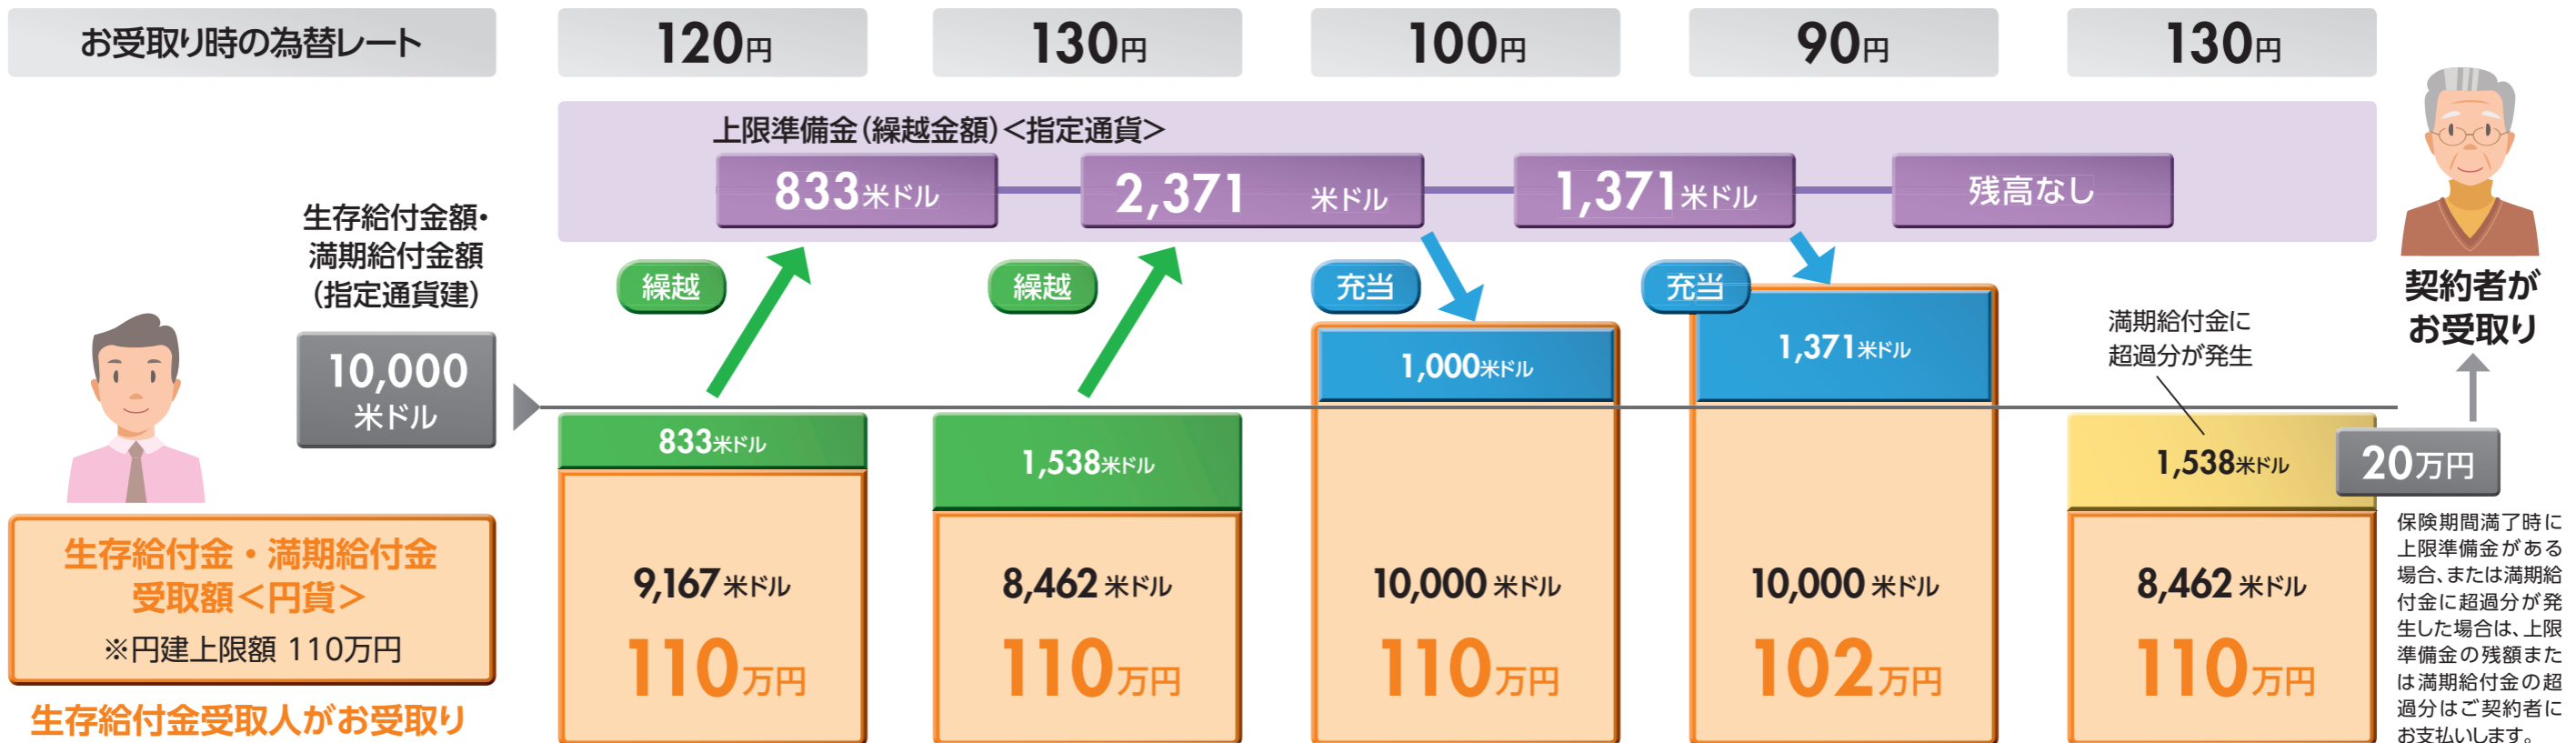 お受取り時の為替レート
120円
130円
100円
90円
130円
上限準備金(繰越金額)<指定通貨>
833米ドル
2,371 米ドル
1,371米ドル
残高なし
生存給付金額・
満期給付金額
(指定通貨建)
10,000
米ドル
繰越
繰越
充当
充当
833米ドル
1,538米ドル
1,000米ドル
1,371米ドル
満期給付金に
超過分が発生
1,538米ドル
20万円
契約者が
お受取り
9,167米ドル
8,462米ドル
10,000米ドル
10,000米ドル
8,462米ドル
110万円
110万円
110万円
102万円
110万円
生存給付金・満期給付金
受取額<円貨>
※円建上限額 110万円
生存給付金受取人がお受取り
保険期間満了時に
上限準備金がある
場合、または満期給
付金に超過分が発
生した場合は、上限
準備金の残額また
は満期給付金の超
過分はご契約者に
お支払いします。